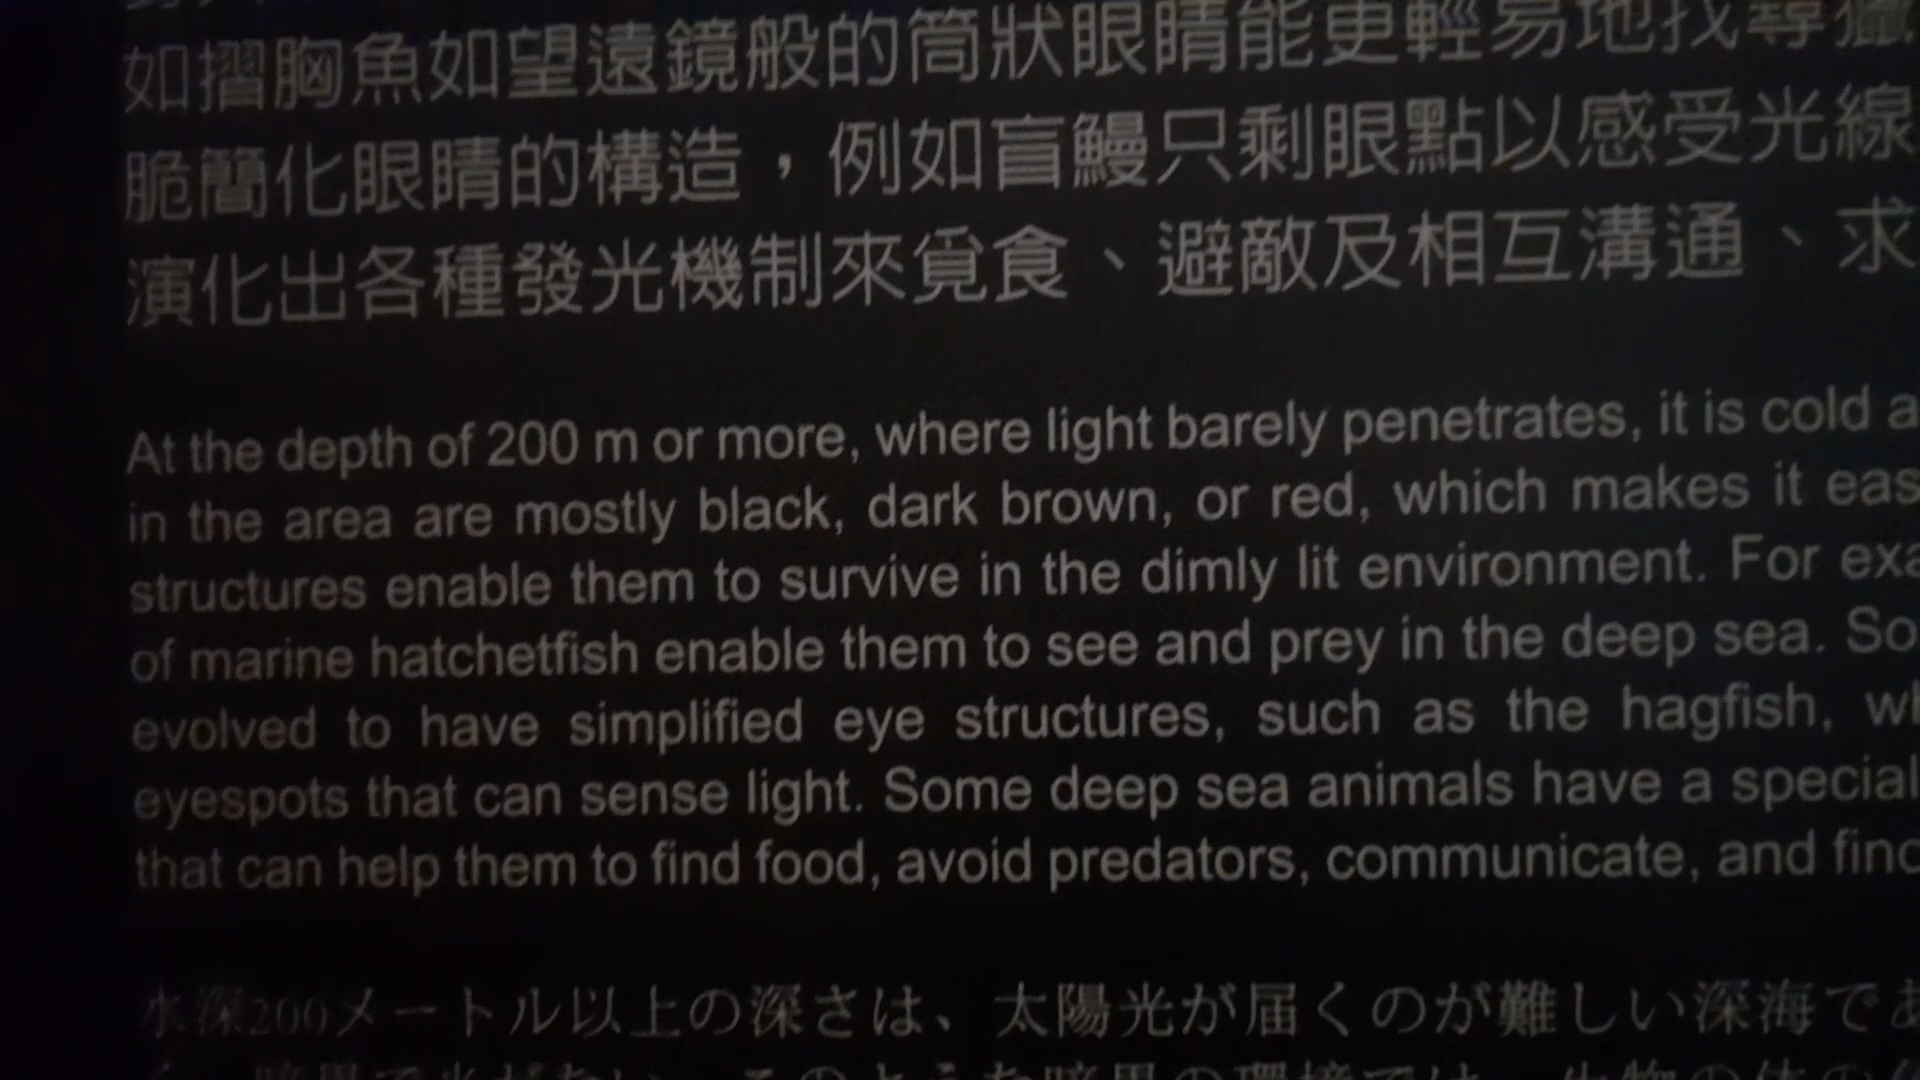 如摺胸魚如望遠鏡般的筒狀眼睛能更輕易地找尋獵
脆簡化眼睛的構造，例如盲鰻只剩眼點以感受光線
演化出各種發光機制來覓食、避敵及相互溝通、求
At the depth of 200 m or more, where light barely penetrates, it is cold a
in the area are mostly black, dark brown, or red, which makes it eas
structures enable them to survive in the dimly lit environment. For exa
of marine hatchetfish enable them to see and prey in the deep sea. So
evolved to have simplified eye structures, such as the hagfish, wh
eyespots that can sense light. Some deep sea animals have a special
that can help them to find food, avoid predators, communicate, and find
水深200メートル以上の深さは、太陽光が届くのが難しい深海であ